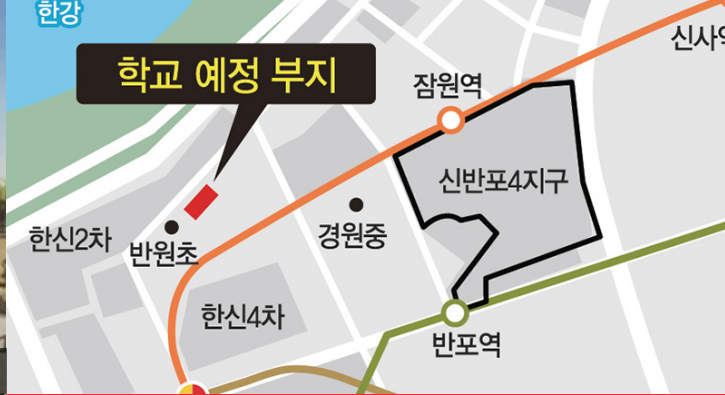 한강
신사역
학교 예정 부지
잠원역
신반포4지구
한신2차
반원초
경원중
한신4차
반포역